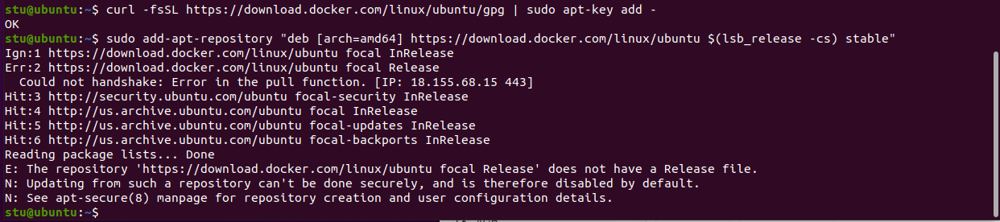 stu@ubuntu:~$ curl -fsSL https://download.docker.com/linux/ubuntu/gpg | sudo apt-key add -
OK
stu@ubuntu:~$ sudo add-apt-repository "deb [arch=amd64] https://download.docker.com/linux/ubuntu $(lsb_release -cs) stable"
Ign:1 https://download.docker.com/linux/ubuntu focal InRelease
Err:2 https://download.docker.com/linux/ubuntu focal Release
  Could not handshake: Error in the pull function. [IP: 18.155.68.15 443]
Hit:3 http://security.ubuntu.com/ubuntu focal-security InRelease
Hit:4 http://us.archive.ubuntu.com/ubuntu focal InRelease
Hit:5 http://us.archive.ubuntu.com/ubuntu focal-updates InRelease
Hit:6 http://us.archive.ubuntu.com/ubuntu focal-backports InRelease
Reading package lists... Done
E: The repository 'https://download.docker.com/linux/ubuntu focal Release' does not have a Release file.
N: Updating from such a repository can't be done securely, and is therefore disabled by default.
N: See apt-secure(8) manpage for repository creation and user configuration details.
stu@ubuntu:~$